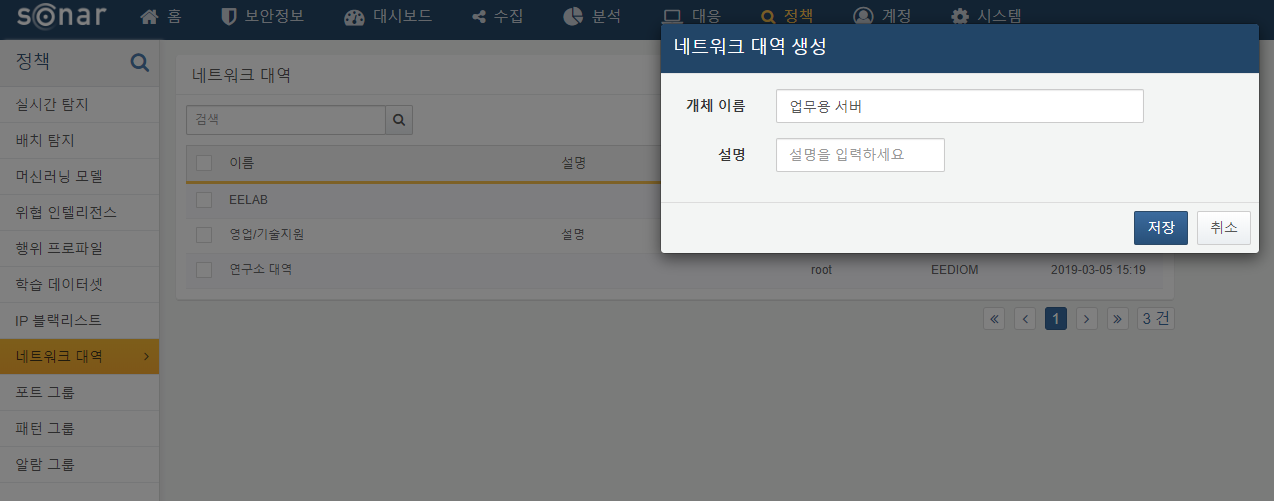 sonar 홈 보안정보 대시보드 수집 분석 대응 정책 계정 시스템
정책
실시간 탐지
배치 탐지
머신러닝 모델
위협 인텔리전스
행위 프로파일
학습 데이터셋
IP 블랙리스트
네트워크 대역
포트 그룹
패턴 그룹
알람 그룹
네트워크 대역
검색
이름 설명
EELAB
영업/기술지원 설명
연구소 대역 root EEDIOM 2019-03-05 15:19
« ‹ 1 › » 3 건
네트워크 대역 생성
개체 이름 업무용 서버
설명 설명을 입력하세요
저장 취소